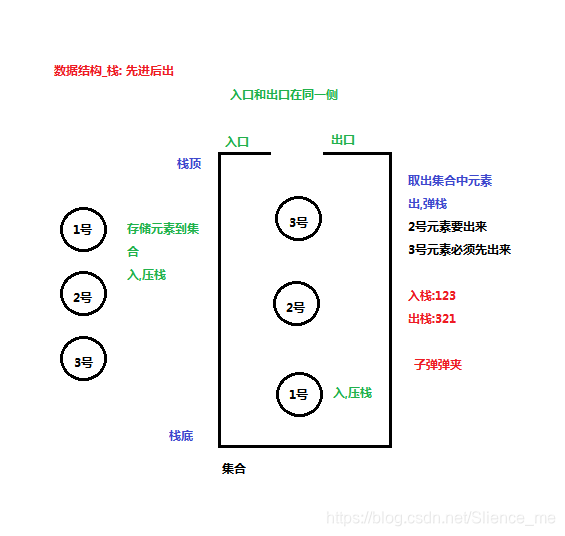 数据结构_栈: 先进后出
入口和出口在同一侧
入口
出口
栈顶
取出集合中元素
出,弹栈
2号元素要出来
3号元素必须先出来
1号
存储元素到集
合
入,压栈
2号
3号
3号
2号
1号
入,压栈
入栈:123
出栈:321
子弹弹夹
栈底
集合
https://blog.csdn.net/Slience_me